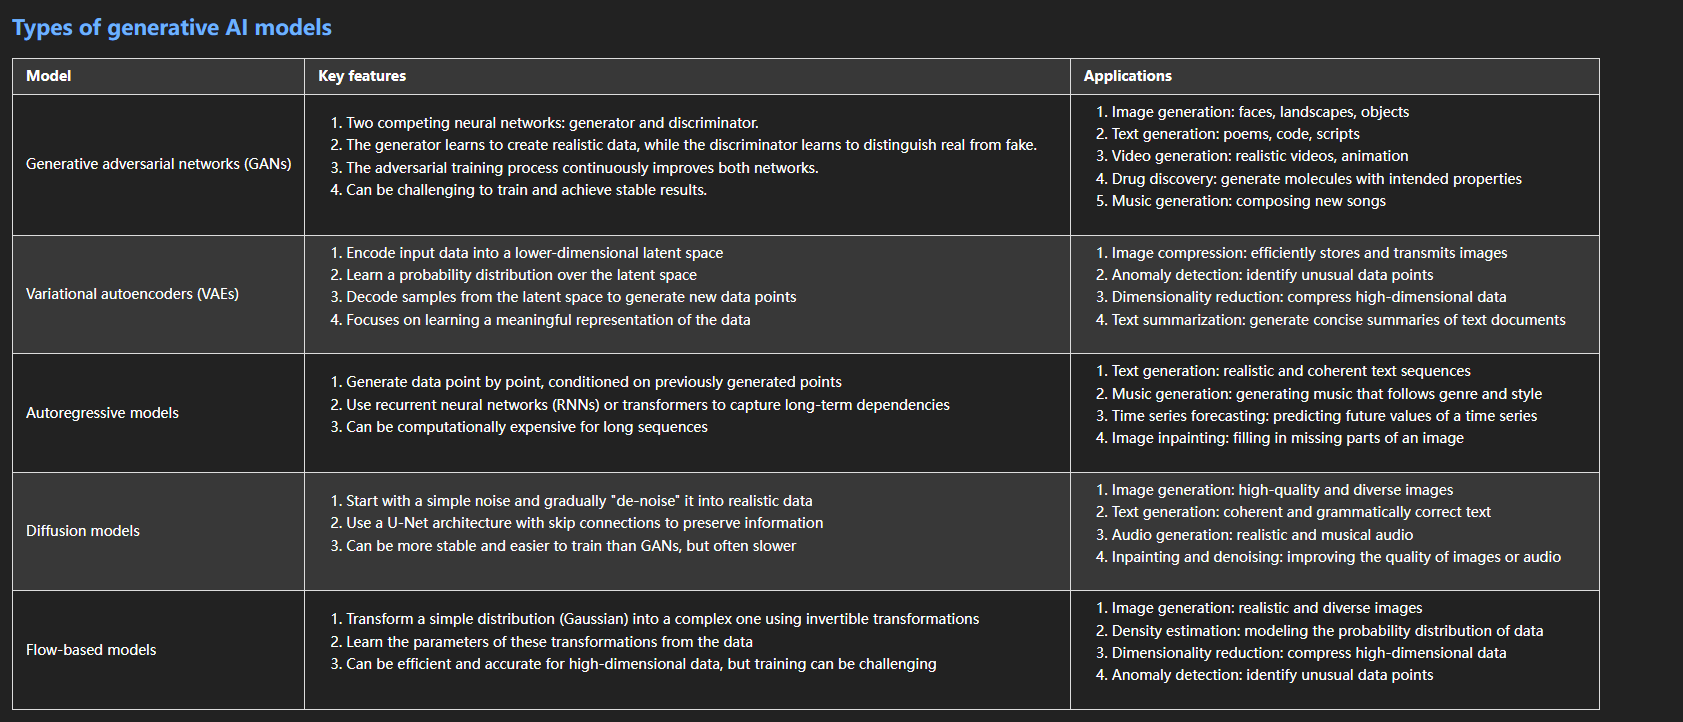 Types of generative AI models
Model
Key features
Applications
Generative adversarial networks (GANs)
1. Two competing neural networks: generator and discriminator.
2. The generator learns to create realistic data, while the discriminator learns to distinguish real from fake.
3. The adversarial training process continuously improves both networks.
4. Can be challenging to train and achieve stable results.
1. Image generation: faces, landscapes, objects
2. Text generation: poems, code, scripts
3. Video generation: realistic videos, animation
4. Drug discovery: generate molecules with intended properties
5. Music generation: composing new songs
Variational autoencoders (VAEs)
1. Encode input data into a lower-dimensional latent space
2. Learn a probability distribution over the latent space
3. Decode samples from the latent space to generate new data points
4. Focuses on learning a meaningful representation of the data
1. Image compression: efficiently stores and transmits images
2. Anomaly detection: identify unusual data points
3. Dimensionality reduction: compress high-dimensional data
4. Text summarization: generate concise summaries of text documents
Autoregressive models
1. Generate data point by point, conditioned on previously generated points
2. Use recurrent neural networks (RNNs) or transformers to capture long-term dependencies
3. Can be computationally expensive for long sequences
1. Text generation: realistic and coherent text sequences
2. Music generation: generating music that follows genre and style
3. Time series forecasting: predicting future values of a time series
4. Image inpainting: filling in missing parts of an image
Diffusion models
1. Start with a simple noise and gradually "de-noise" it into realistic data
2. Use a U-Net architecture with skip connections to preserve information
3. Can be more stable and easier to train than GANs, but often slower
1. Image generation: high-quality and diverse images
2. Text generation: coherent and grammatically correct text
3. Audio generation: realistic and musical audio
4. Inpainting and denoising: improving the quality of images or audio
Flow-based models
1. Transform a simple distribution (Gaussian) into a complex one using invertible transformations
2. Learn the parameters of these transformations from the data
3. Can be efficient and accurate for high-dimensional data, but training can be challenging
1. Image generation: realistic and diverse images
2. Density estimation: modeling the probability distribution of data
3. Dimensionality reduction: compress high-dimensional data
4. Anomaly detection: identify unusual data points